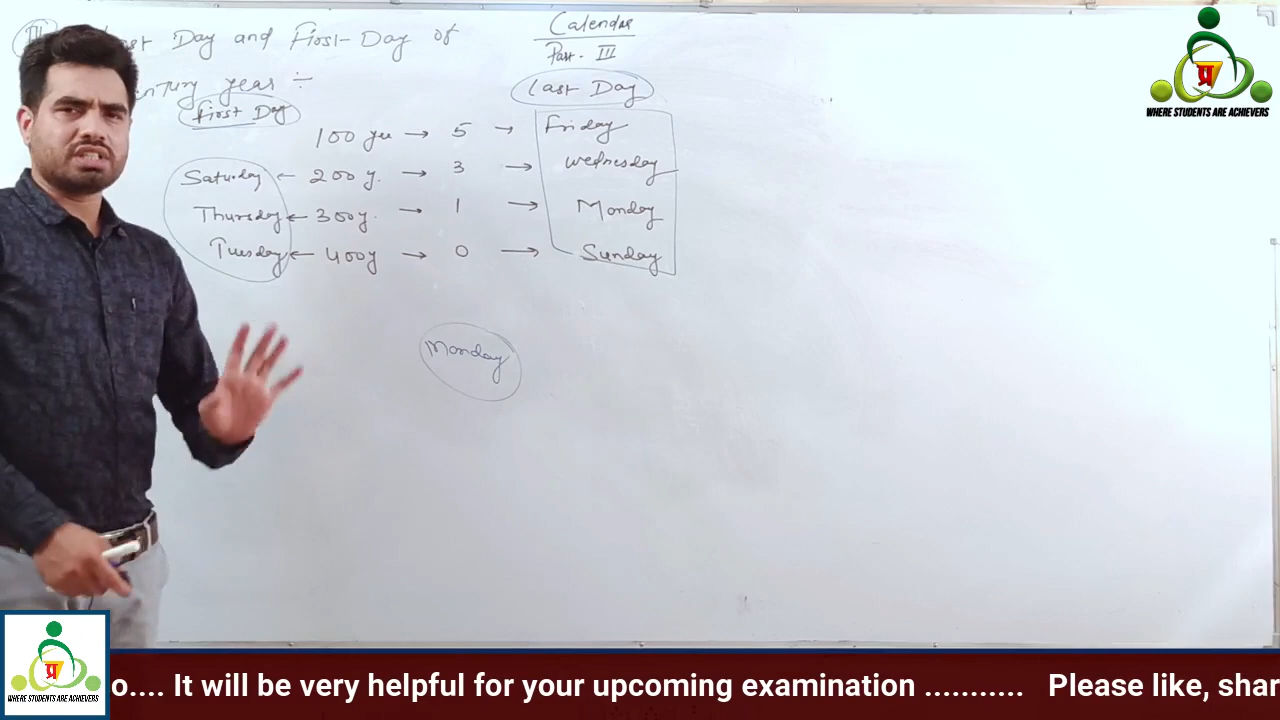 Day and First-Day of
year ÷
Calendar
Part - III
First Day
Last Day
100 → 5 → Friday
Saturday ← 200 y. → 3 → Wednesday
Thursday ← 300 y. → 1 → Monday
Tuesday ← 400 y → 0 → Sunday
Monday
प्र
WHERE STUDENTS ARE ACHIEVERS
प्र
WHERE STUDENTS ARE ACHIEVERS
o.... It will be very helpful for your upcoming examination ........... Please like, shar